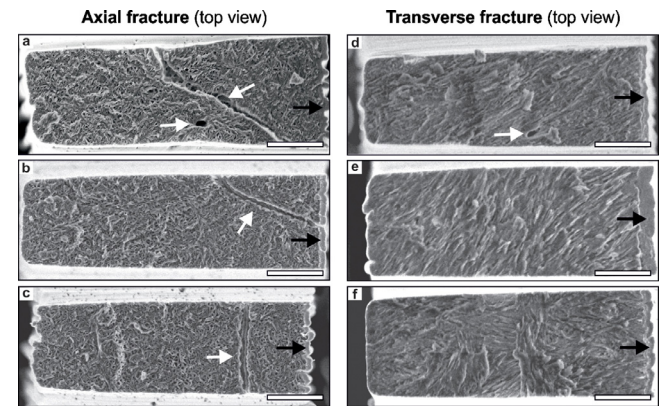 Axial fracture (top view)
Transverse fracture (top view)
a
d
b
e
c
f